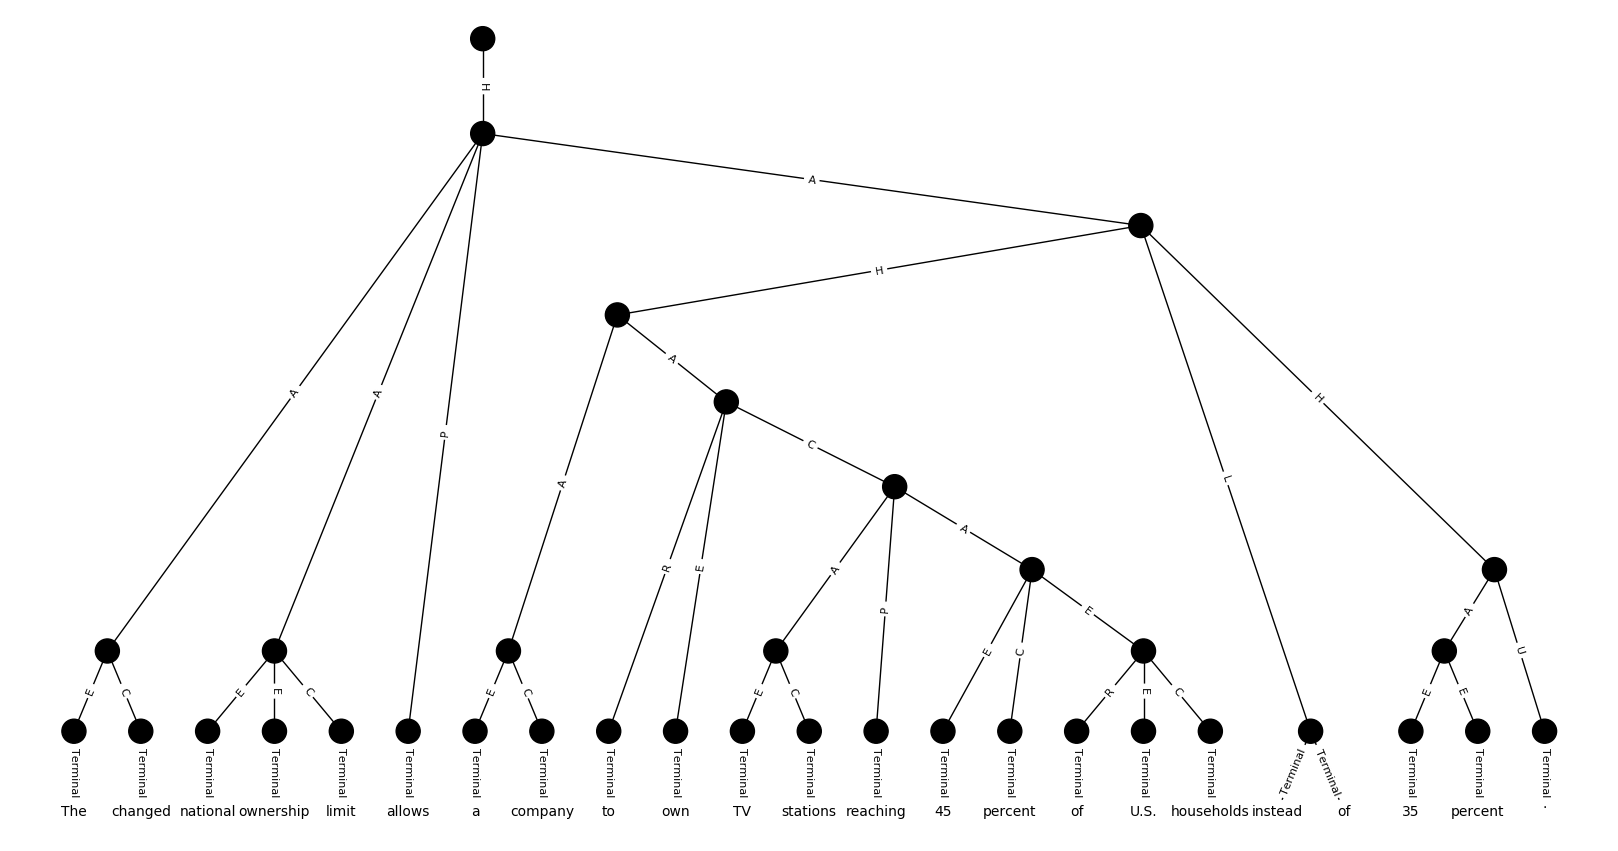 H
A
H
A
H
A
A
C
P
L
A
A
R
E
A
P
A
E
E
C
A
U
E
C
E
E
C
E
C
E
C
R
E
C
E
E
Terminal Terminal Terminal Terminal Terminal Terminal Terminal Terminal Terminal Terminal Terminal Terminal Terminal Terminal Terminal Terminal Terminal Terminal Terminal Terminal Terminal Terminal Terminal
The changed national ownership limit allows a company to own TV stations reaching 45 percent of U.S. households instead of 35 percent .